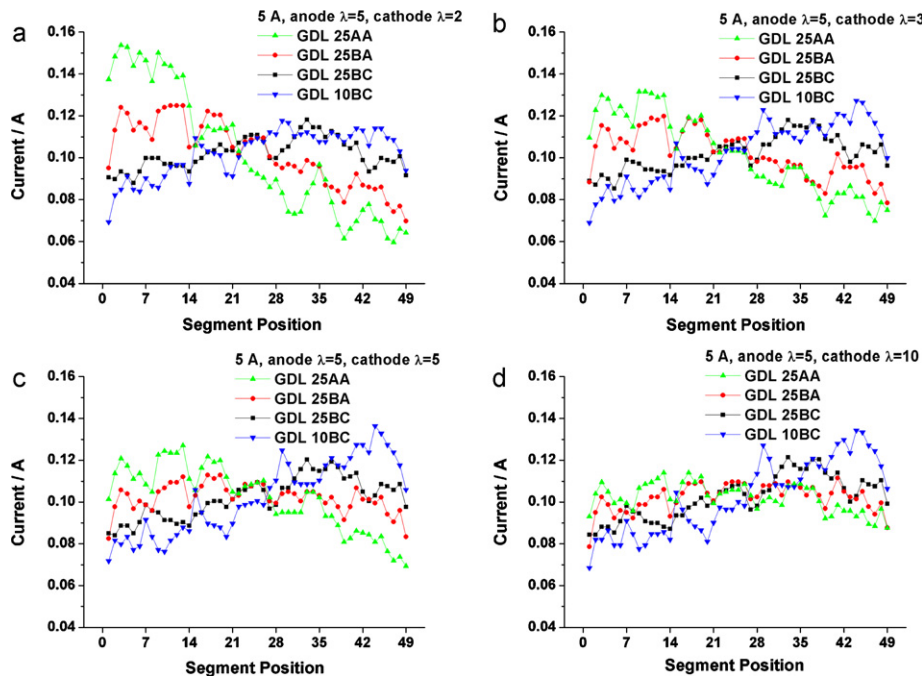 a
5 A, anode λ=5, cathode λ=2
GDL 25AA
GDL 25BA
GDL 25BC
GDL 10BC
0.16
0.14
0.12
0.10
0.08
0.06
0.04
Current / A
0 7 14 21 28 35 42 49
Segment Position
b
5 A, anode λ=5, cathode λ=3
GDL 25AA
GDL 25BA
GDL 25BC
GDL 10BC
0.16
0.14
0.12
0.10
0.08
0.06
0.04
Current / A
0 7 14 21 28 35 42 49
Segment Position
c
5 A, anode λ=5, cathode λ=5
GDL 25AA
GDL 25BA
GDL 25BC
GDL 10BC
0.16
0.14
0.12
0.10
0.08
0.06
0.04
Current / A
0 7 14 21 28 35 42 49
Segment Position
d
5 A, anode λ=5, cathode λ=10
GDL 25AA
GDL 25BA
GDL 25BC
GDL 10BC
0.16
0.14
0.12
0.10
0.08
0.06
0.04
Current / A
0 7 14 21 28 35 42 49
Segment Position